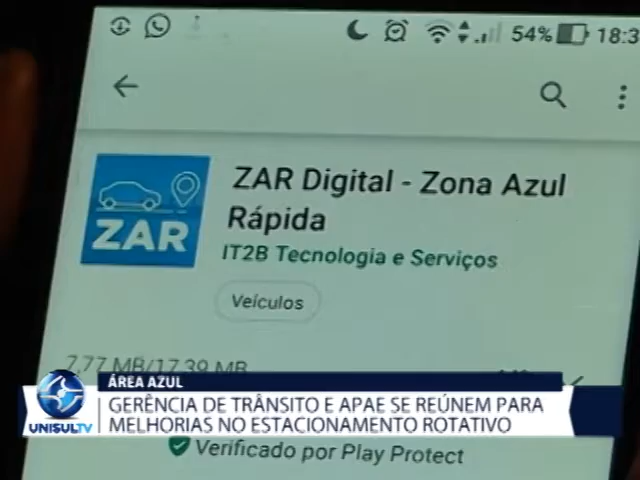 54% 18:3
ZAR
ZAR Digital - Zona Azul
Rápida
IT2B Tecnologia e Serviços
Veículos
7,77 MB/17,39 MB
ÁREA AZUL
GERÊNCIA DE TRÂNSITO E APAE SE REÚNEM PARA
MELHORIAS NO ESTACIONAMENTO ROTATIVO
UNISULTV
Verificado por Play Protect